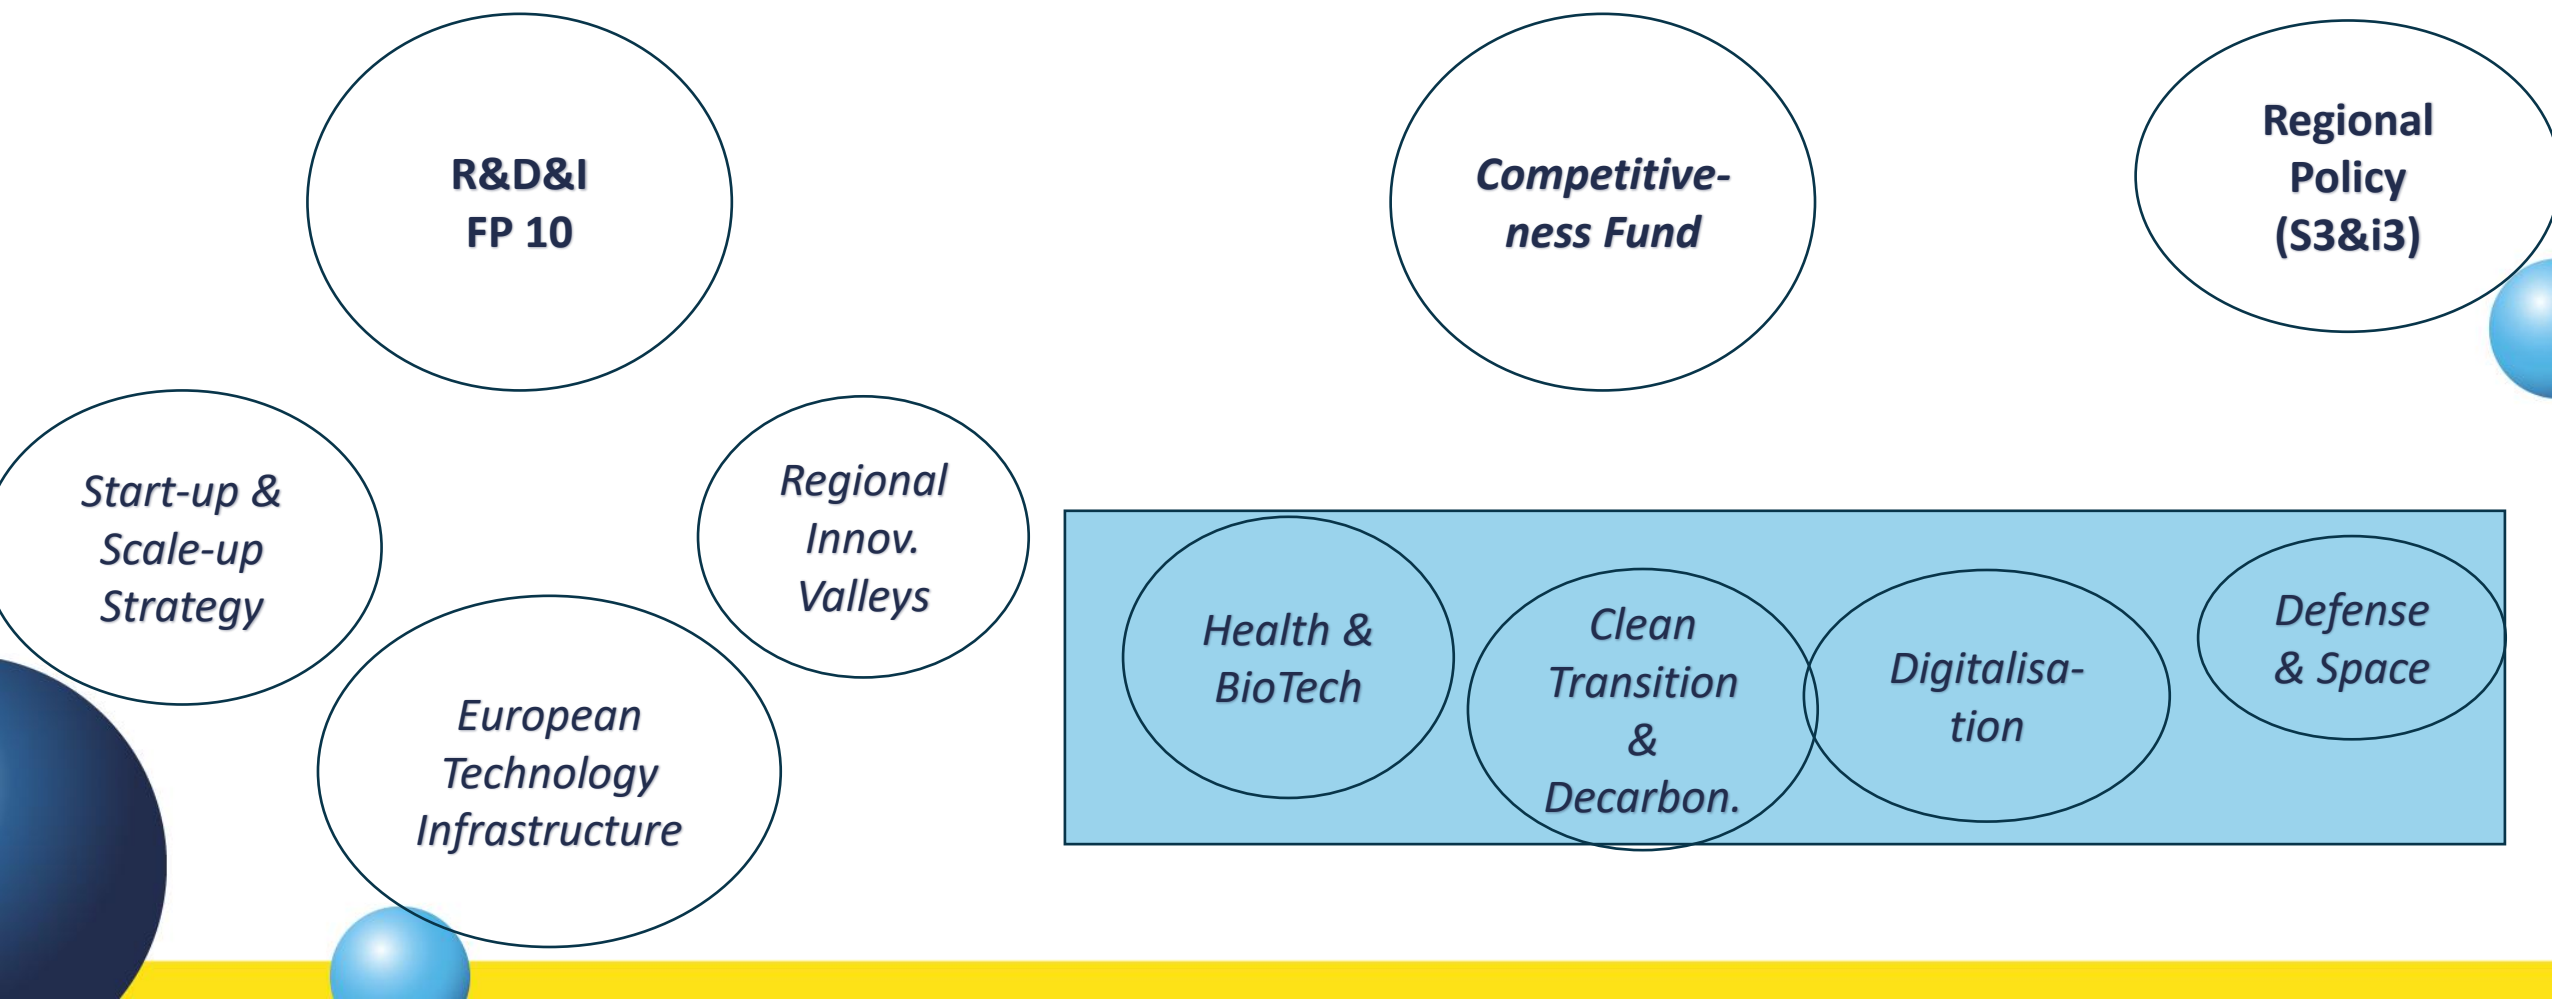 R&D&I
FP 10
Competitive-
ness Fund
Regional
Policy
(S3&i3)
Start-up &
Scale-up
Strategy
European
Technology
Infrastructure
Regional
Innov.
Valleys
Health &
BioTech
Clean
Transition
&
Decarbon.
Digitalisa-
tion
Defense
& Space